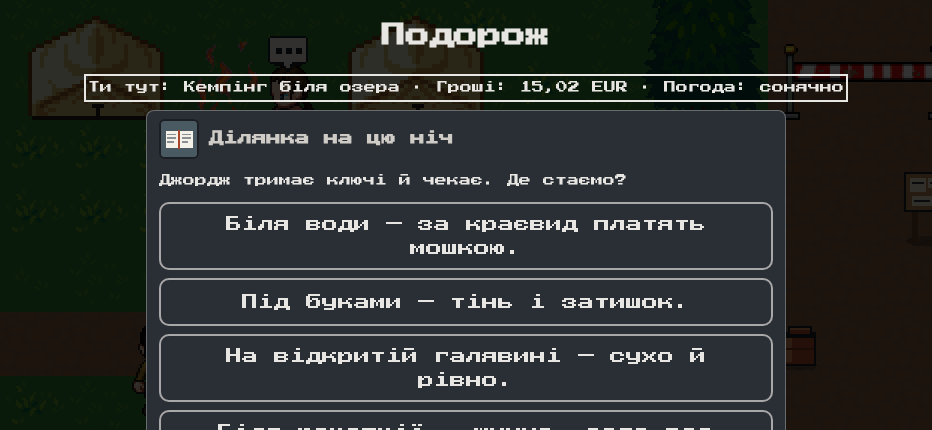 Подорож
Ти тут: Кемпінг біля озера · Гроші: 15,02 EUR · Погода: сонячно
Ділянка на цю ніч
Джордж тримає ключі й чекає. Де стаємо?
Біля води — за краєвид платять
мошкою.
Під буками — тінь і затишок.
На відкритій галявині — сухо й
рівно.